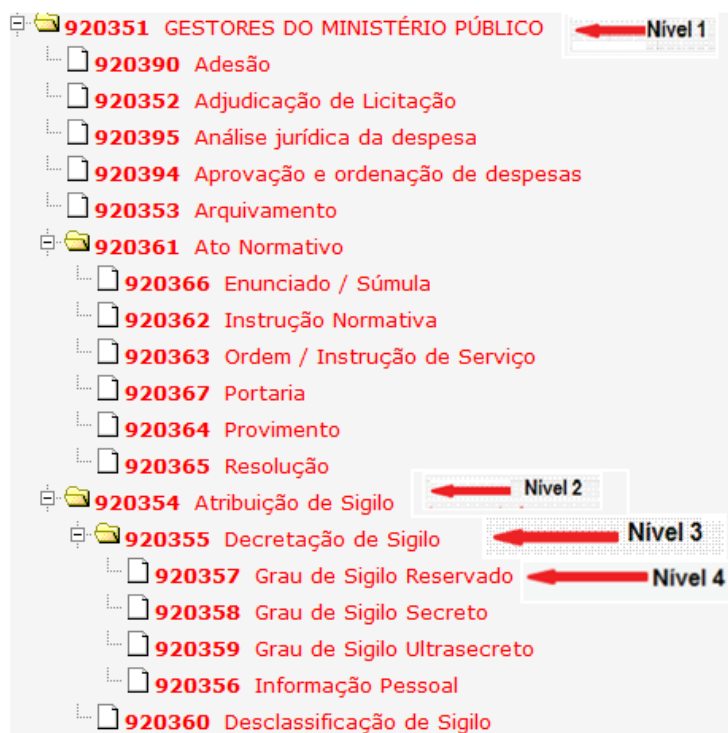 920351 GESTORES DO MINISTÉRIO PÚBLICO Nível 1
920390 Adesão
920352 Adjudicação de Licitação
920395 Análise jurídica da despesa
920394 Aprovação e ordenação de despesas
920353 Arquivamento
920361 Ato Normativo
920366 Enunciado / Súmula
920362 Instrução Normativa
920363 Ordem / Instrução de Serviço
920367 Portaria
920364 Provimento
920365 Resolução
920354 Atribuição de Sigilo Nível 2
920355 Decretação de Sigilo Nível 3
920357 Grau de Sigilo Reservado Nível 4
920358 Grau de Sigilo Secreto
920359 Grau de Sigilo Ultrasecreto
920356 Informação Pessoal
920360 Desclassificação de Sigilo